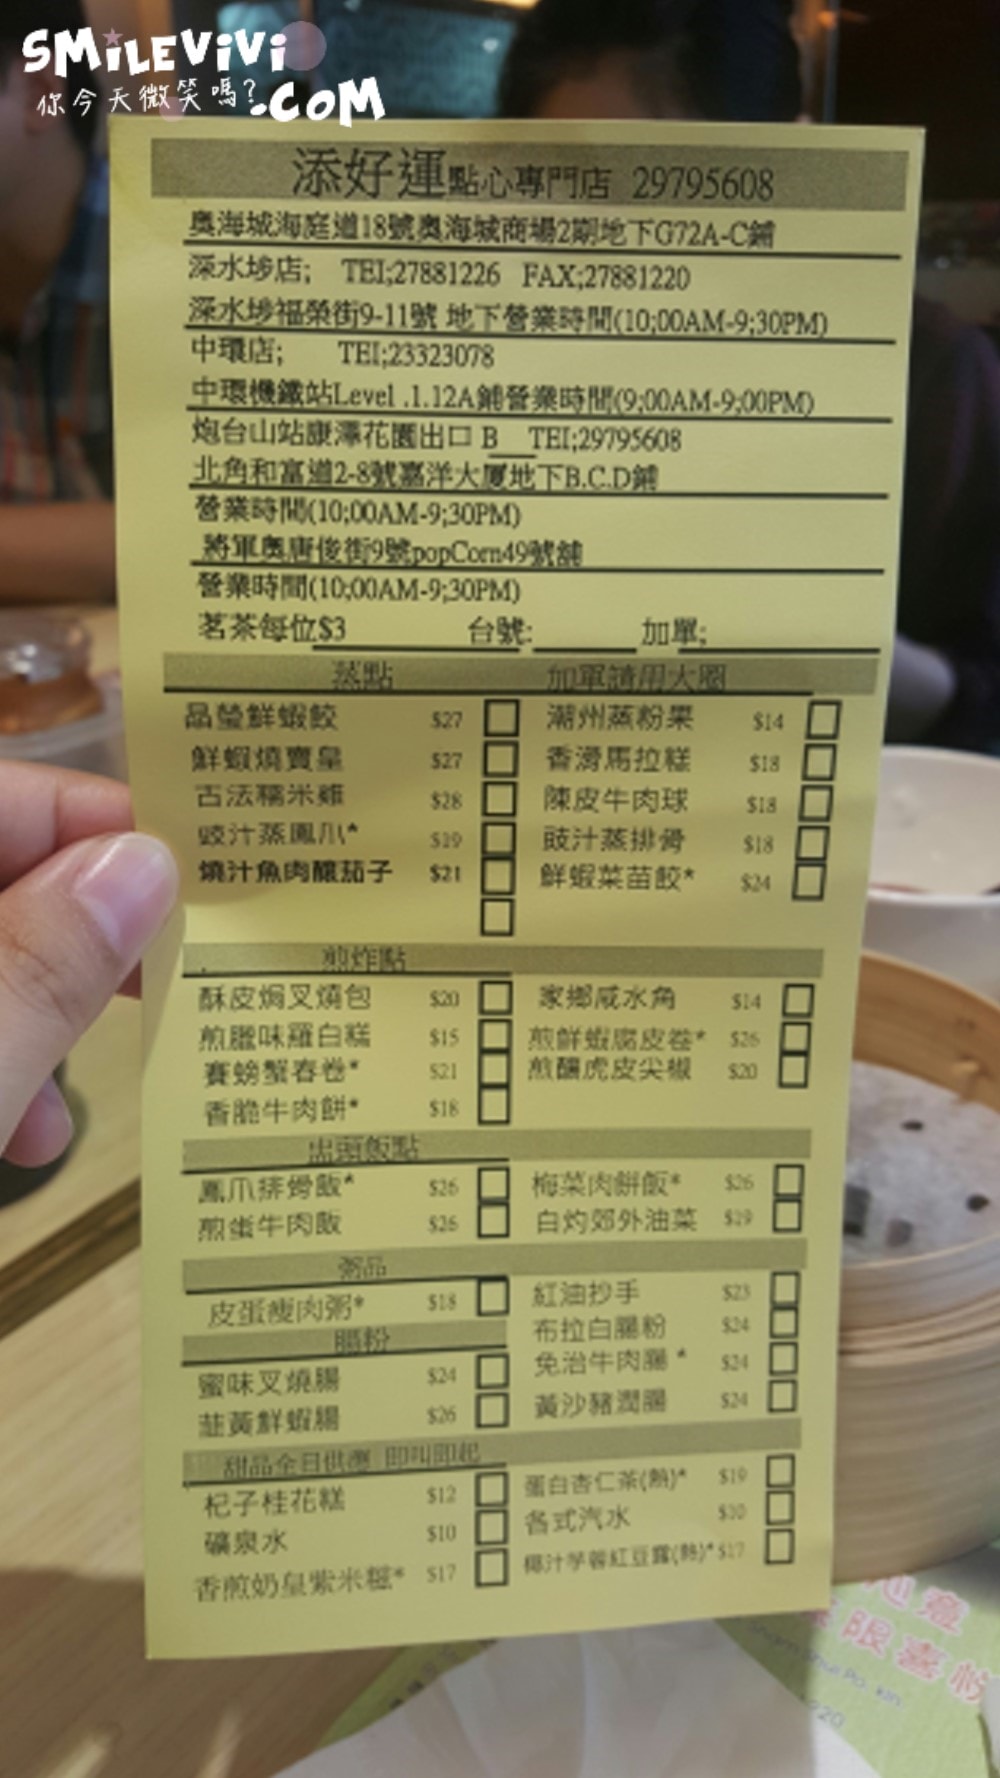 SMiLEViVi
你今天微笑嗎?.COM
添好運點心專門店 29795608
奧海城海庭道18號奧海城商場2期地下G72A-C鋪
深水埗店; TEI;27881226 FAX;27881220
深水埗福榮街9-11號 地下營業時間(10;00AM-9;30PM)
中環店; TEI;23323078
中環機鐵站Level .1.12A鋪營業時間(9;00AM-9;00PM)
炮台山站康澤花園出口 B TEI;29795608
北角和富道2-8號嘉洋大廈地下B.C.D鋪
營業時間(10;00AM-9;30PM)
將軍奧唐俊街9號popCorn49號舖
營業時間(10;00AM-9;30PM)
茗茶每位$3 台號: 加單;
蒸點 加單請用大圈
晶瑩鮮蝦餃 $27 潮州蒸粉果 $14
鮮蝦燒賣皇 $27 香滑馬拉糕 $18
古法糯米雞 $28 陳皮牛肉球 $18
豉汁蒸鳳爪* $19 豉汁蒸排骨 $18
燒汁魚肉釀茄子 $21 鮮蝦菜苗餃* $24
煎炸點
酥皮焗叉燒包 $20 家鄉咸水角 $14
煎臘味蘿白糕 $15 煎鮮蝦腐皮卷* $26
賽螃蟹春卷* $21 煎釀虎皮尖椒 $20
香脆牛肉餅* $18
出頭飯點
鳳爪排骨飯* $26 梅菜肉餅飯* $26
煎蛋牛肉飯 $26 白灼郊外油菜 $19
粥品
皮蛋瘦肉粥* $18 紅油抄手 $23
腸粉 布拉白腸粉 $24
蜜味叉燒腸 $24 免治牛肉腸 * $24
韮黃鮮蝦腸 $26 黃沙豬潤腸 $24
甜品全日供應 即叫即起
杞子桂花糕 $12 蛋白杏仁茶(熱)* $19
礦泉水 $10 各式汽水 $10
香煎奶皇紫米糍* $17 椰汁芋蓉紅豆露(熱)* $17